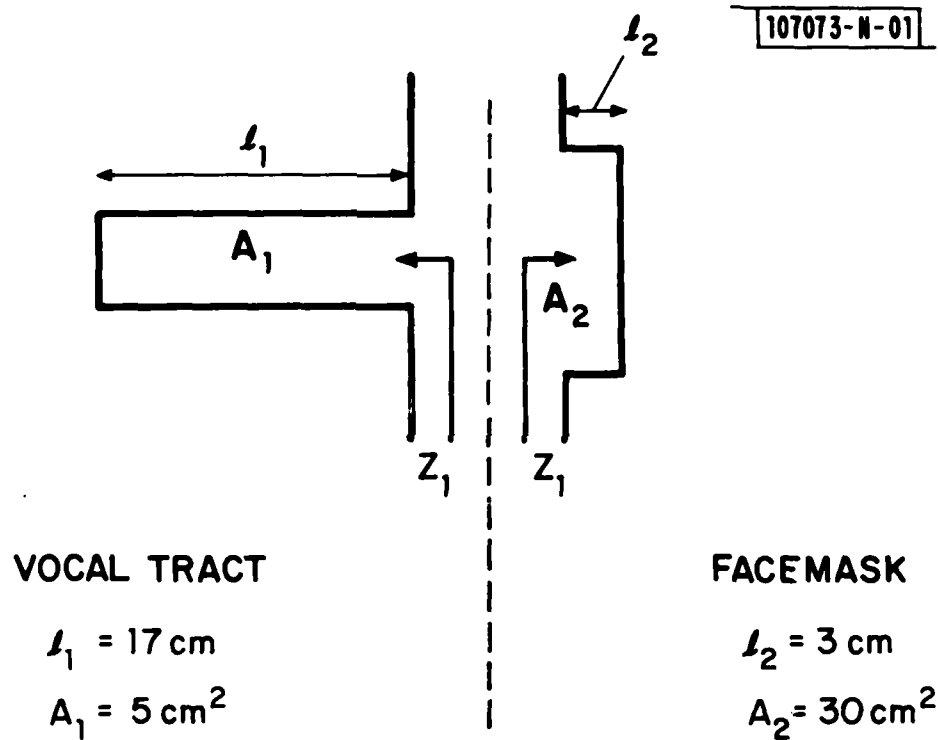 107073-N-01
ℓ₂
ℓ₁
A₁
A₂
Z₁ Z₁
VOCAL TRACT
ℓ₁ = 17 cm
A₁ = 5 cm²
FACEMASK
ℓ₂ = 3 cm
A₂ = 30 cm²